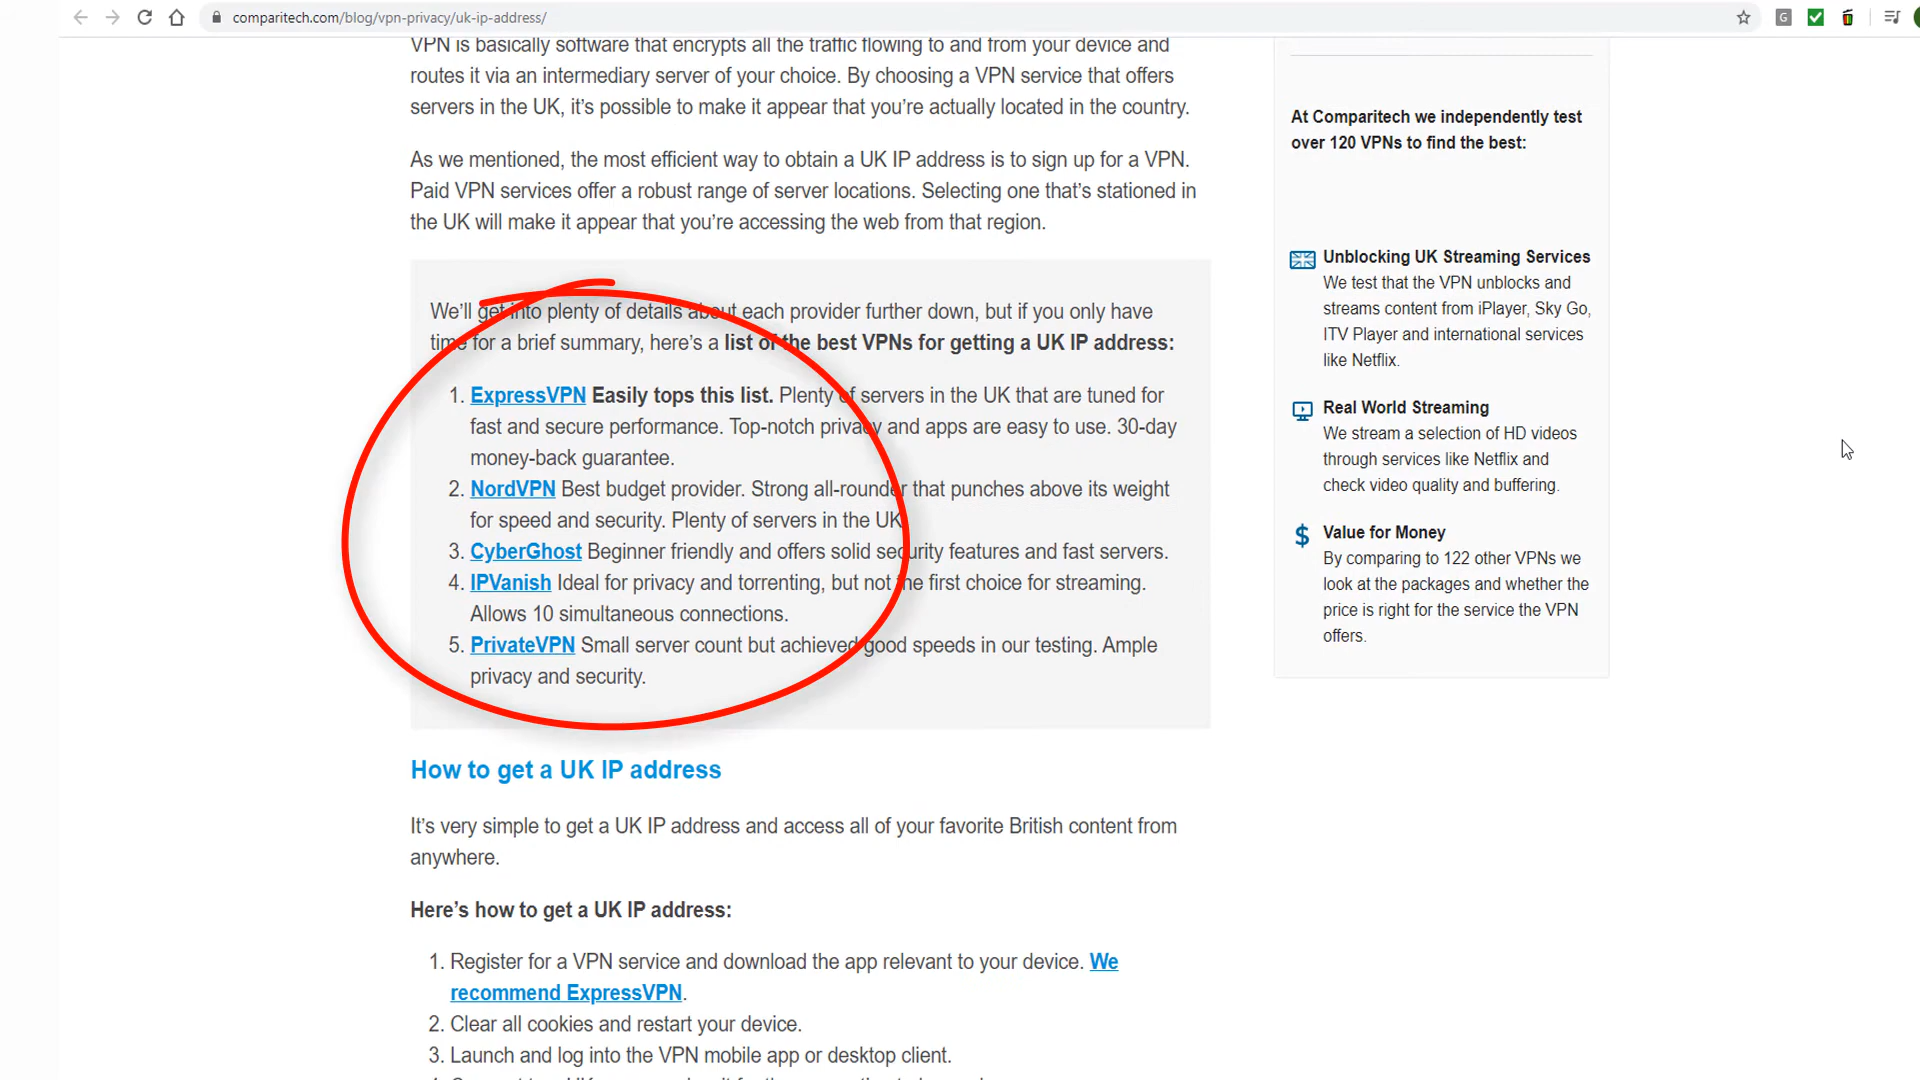 comparitech.com/blog/vpn-privacy/uk-ip-address/
VPN is basically software that encrypts all the traffic flowing to and from your device and
routes it via an intermediary server of your choice. By choosing a VPN service that offers
servers in the UK, it's possible to make it appear that you're actually located in the country.
As we mentioned, the most efficient way to obtain a UK IP address is to sign up for a VPN.
Paid VPN services offer a robust range of server locations. Selecting one that's stationed in
the UK will make it appear that you're accessing the web from that region.
We'll get into plenty of details about each provider further down, but if you only have
time for a brief summary, here's a list of the best VPNs for getting a UK IP address:
1. ExpressVPN Easily tops this list. Plenty of servers in the UK that are tuned for
fast and secure performance. Top-notch privacy and apps are easy to use. 30-day
money-back guarantee.
2. NordVPN Best budget provider. Strong all-rounder that punches above its weight
for speed and security. Plenty of servers in the UK
3. CyberGhost Beginner friendly and offers solid security features and fast servers.
4. IPVanish Ideal for privacy and torrenting, but not the first choice for streaming.
Allows 10 simultaneous connections.
5. PrivateVPN Small server count but achieved good speeds in our testing. Ample
privacy and security.
How to get a UK IP address
It's very simple to get a UK IP address and access all of your favorite British content from
anywhere.
Here's how to get a UK IP address:
1. Register for a VPN service and download the app relevant to your device. We
recommend ExpressVPN.
2. Clear all cookies and restart your device.
3. Launch and log into the VPN mobile app or desktop client.
At Comparitech we independently test
over 120 VPNs to find the best:
Unblocking UK Streaming Services
We test that the VPN unblocks and
streams content from iPlayer, Sky Go,
ITV Player and international services
like Netflix.
Real World Streaming
We stream a selection of HD videos
through services like Netflix and
check video quality and buffering.
$ Value for Money
By comparing to 122 other VPNs we
look at the packages and whether the
price is right for the service the VPN
offers.